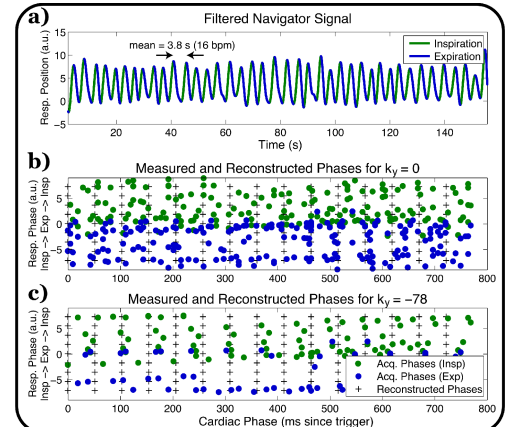 a)
Filtered Navigator Signal
Resp. Position (a.u.)
15
10
5
0
−5
mean = 3.8 s (16 bpm)
Inspiration
Expiration
20 40 60 80 100 120 140
Time (s)
b)
Measured and Reconstructed Phases for ky = 0
Resp. Phase (a.u.)
Insp -> Exp -> Insp
5
0
−5
0 100 200 300 400 500 600 700 800
c)
Measured and Reconstructed Phases for ky = −78
Resp. Phase (a.u.)
Insp -> Exp -> Insp
5
0
−5
Acq. Phases (Insp)
Acq. Phases (Exp)
Reconstructed Phases
0 100 200 300 400 500 600 700 800
Cardiac Phase (ms since trigger)